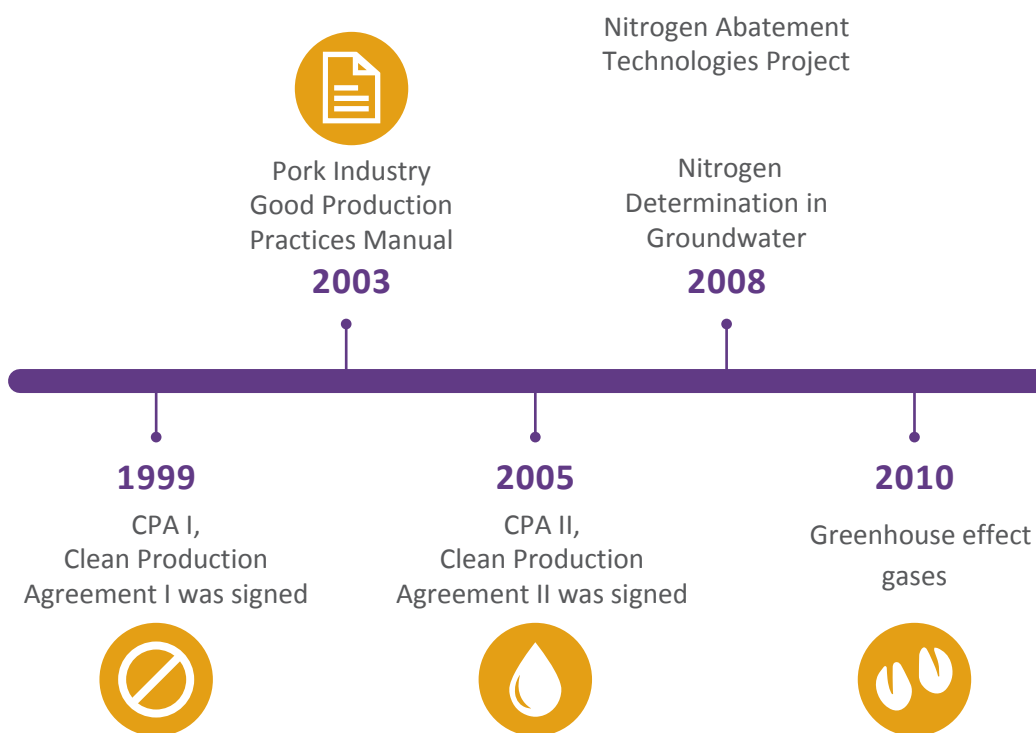 Nitrogen Abatement
Technologies Project
Pork Industry
Good Production
Practices Manual
2003
Nitrogen
Determination in
Groundwater
2008
1999
CPA I,
Clean Production
Agreement I was signed
2005
CPA II,
Clean Production
Agreement II was signed
2010
Greenhouse effect
gases